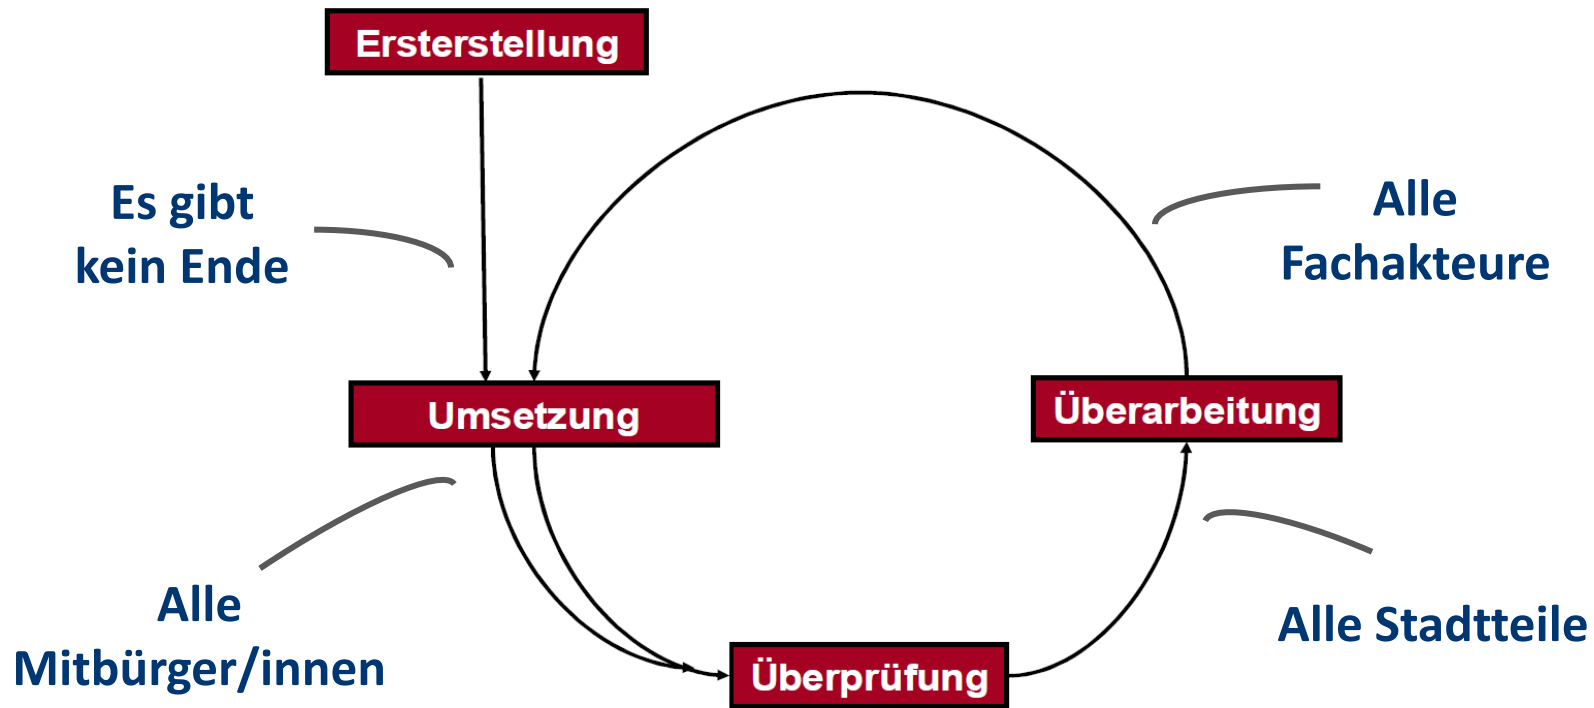 Ersterstellung
Es gibt
kein Ende
Alle
Fachakteure
Umsetzung
Überarbeitung
Alle
Mitbürger/innen
Alle Stadtteile
Überprüfung